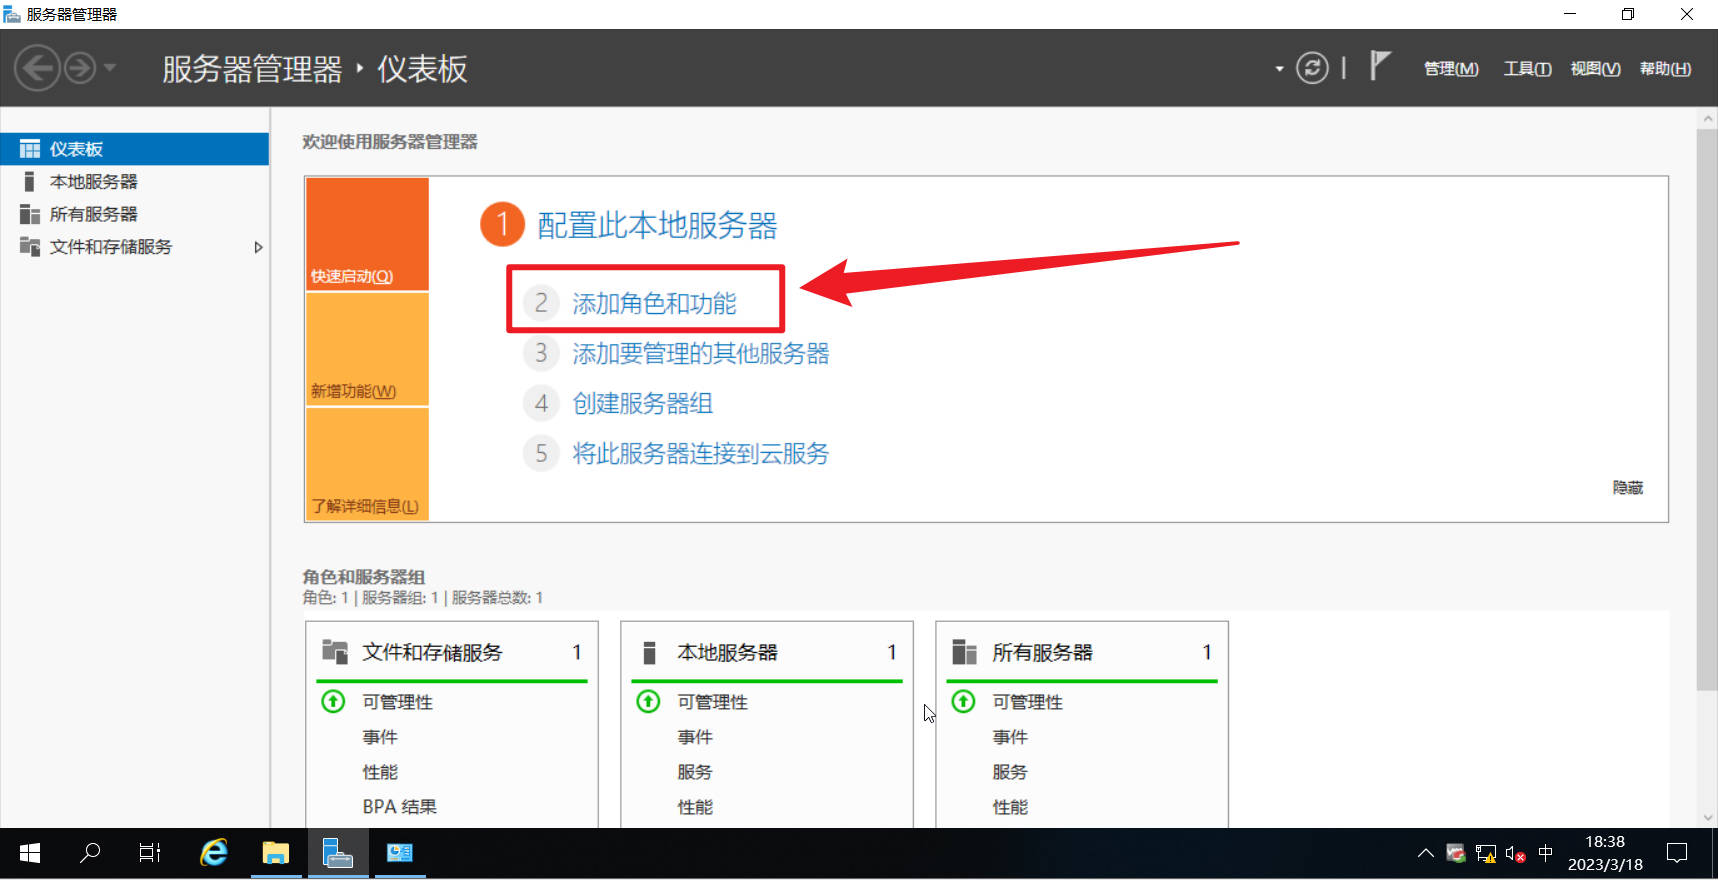 服务器管理器
服务器管理器 ‣ 仪表板
管理(M) 工具(T) 视图(V) 帮助(H)
仪表板
本地服务器
所有服务器
文件和存储服务
欢迎使用服务器管理器
快速启动(Q)
新增功能(W)
了解详细信息(L)
1 配置此本地服务器
2 添加角色和功能
3 添加要管理的其他服务器
4 创建服务器组
5 将此服务器连接到云服务
隐藏
角色和服务器组
角色: 1 | 服务器组: 1 | 服务器总数: 1
文件和存储服务 1
可管理性
事件
性能
BPA 结果
本地服务器 1
可管理性
事件
服务
性能
所有服务器 1
可管理性
事件
服务
性能
中
18:38
2023/3/18